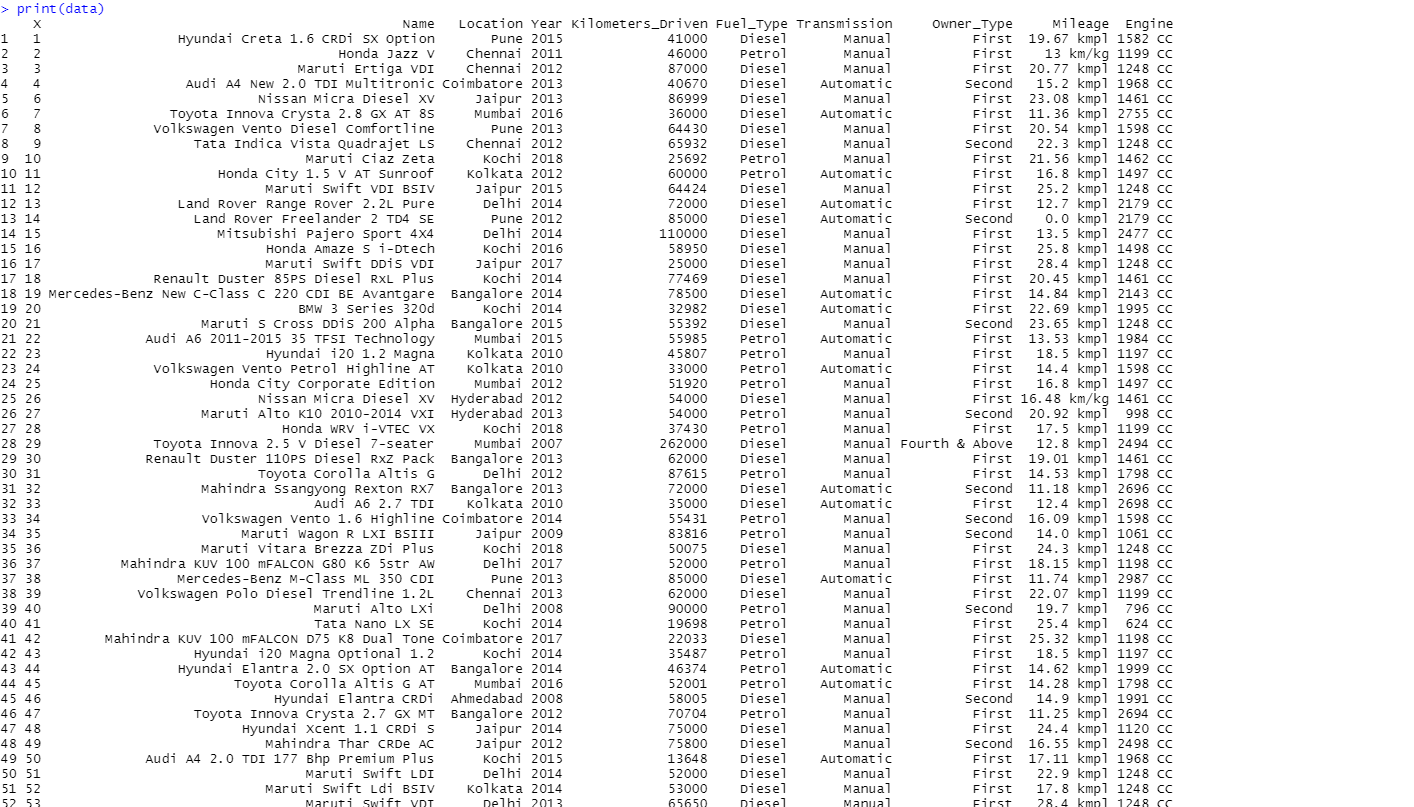 > print(data)
X Name Location Year Kilometers_Driven Fuel_Type Transmission Owner_Type Mileage Engine
1 1 Hyundai Creta 1.6 CRDi SX Option Pune 2015 41000 Diesel Manual First 19.67 kmpl 1582 CC
2 2 Honda Jazz V Chennai 2011 46000 Petrol Manual First 13 km/kg 1199 CC
3 3 Maruti Ertiga VDI Chennai 2012 87000 Diesel Manual First 20.77 kmpl 1248 CC
4 4 Audi A4 New 2.0 TDI Multitronic Coimbatore 2013 40670 Diesel Automatic Second 15.2 kmpl 1968 CC
5 6 Nissan Micra Diesel XV Jaipur 2013 86999 Diesel Manual First 23.08 kmpl 1461 CC
6 7 Toyota Innova Crysta 2.8 GX AT 8S Mumbai 2016 36000 Diesel Automatic First 11.36 kmpl 2755 CC
7 8 Volkswagen Vento Diesel Comfortline Pune 2013 64430 Diesel Manual First 20.54 kmpl 1598 CC
8 9 Tata Indica Vista Quadrajet LS Chennai 2012 65932 Diesel Manual Second 22.3 kmpl 1248 CC
9 10 Maruti Ciaz Zeta Kochi 2018 25692 Petrol Manual First 21.56 kmpl 1462 CC
10 11 Honda City 1.5 V AT Sunroof Kolkata 2012 60000 Petrol Automatic First 16.8 kmpl 1497 CC
11 12 Maruti Swift VDI BSIV Jaipur 2015 64424 Diesel Manual First 25.2 kmpl 1248 CC
12 13 Land Rover Range Rover 2.2L Pure Delhi 2014 72000 Diesel Automatic First 12.7 kmpl 2179 CC
13 14 Land Rover Freelander 2 TD4 SE Pune 2012 85000 Diesel Automatic Second 0.0 kmpl 2179 CC
14 15 Mitsubishi Pajero Sport 4X4 Delhi 2014 110000 Diesel Manual First 13.5 kmpl 2477 CC
15 16 Honda Amaze S i-Dtech Kochi 2016 58950 Diesel Manual First 25.8 kmpl 1498 CC
16 17 Maruti Swift DDiS VDI Jaipur 2017 25000 Diesel Manual First 28.4 kmpl 1248 CC
17 18 Renault Duster 85PS Diesel RxL Plus Kochi 2014 77469 Diesel Manual First 20.45 kmpl 1461 CC
18 19 Mercedes-Benz New C-Class C 220 CDI BE Avantgare Bangalore 2014 78500 Diesel Automatic First 14.84 kmpl 2143 CC
19 20 BMW 3 Series 320d Kochi 2014 32982 Diesel Automatic First 22.69 kmpl 1995 CC
20 21 Maruti S Cross DDiS 200 Alpha Bangalore 2015 55392 Diesel Manual Second 23.65 kmpl 1248 CC
21 22 Audi A6 2011-2015 35 TFSI Technology Mumbai 2015 55985 Petrol Automatic First 13.53 kmpl 1984 CC
22 23 Hyundai i20 1.2 Magna Kolkata 2010 45807 Petrol Manual First 18.5 kmpl 1197 CC
23 24 Volkswagen Vento Petrol Highline AT Kolkata 2010 33000 Petrol Automatic First 14.4 kmpl 1598 CC
24 25 Honda City Corporate Edition Mumbai 2012 51920 Petrol Manual First 16.8 kmpl 1497 CC
25 26 Nissan Micra Diesel XV Hyderabad 2012 54000 Diesel Manual First 16.48 km/kg 1461 CC
26 27 Maruti Alto K10 2010-2014 VXI Hyderabad 2013 54000 Petrol Manual Second 20.92 kmpl 998 CC
27 28 Honda WRV i-VTEC VX Kochi 2018 37430 Petrol Manual First 17.5 kmpl 1199 CC
28 29 Toyota Innova 2.5 V Diesel 7-seater Mumbai 2007 262000 Diesel Manual Fourth & Above 12.8 kmpl 2494 CC
29 30 Renault Duster 110PS Diesel RxZ Pack Bangalore 2013 62000 Diesel Manual First 19.01 kmpl 1461 CC
30 31 Toyota Corolla Altis G Delhi 2012 87615 Petrol Manual First 14.53 kmpl 1798 CC
31 32 Mahindra Ssangyong Rexton RX7 Bangalore 2013 72000 Diesel Automatic Second 11.18 kmpl 2696 CC
32 33 Audi A6 2.7 TDI Kolkata 2010 35000 Diesel Automatic First 12.4 kmpl 2698 CC
33 34 Volkswagen Vento 1.6 Highline Coimbatore 2014 55431 Petrol Manual Second 16.09 kmpl 1598 CC
34 35 Maruti Wagon R LXI BSIII Jaipur 2009 83816 Petrol Manual Second 14.0 kmpl 1061 CC
35 36 Maruti Vitara Brezza ZDi Plus Kochi 2018 50075 Diesel Manual First 24.3 kmpl 1248 CC
36 37 Mahindra KUV 100 mFALCON G80 K6 5str AW Delhi 2017 52000 Petrol Manual First 18.15 kmpl 1198 CC
37 38 Mercedes-Benz M-Class ML 350 CDI Pune 2013 85000 Diesel Automatic First 11.74 kmpl 2987 CC
38 39 Volkswagen Polo Diesel Trendline 1.2L Chennai 2013 62000 Diesel Manual First 22.07 kmpl 1199 CC
39 40 Maruti Alto LXi Delhi 2008 90000 Petrol Manual Second 19.7 kmpl 796 CC
40 41 Tata Nano LX SE Kochi 2014 19698 Petrol Manual First 25.4 kmpl 624 CC
41 42 Mahindra KUV 100 mFALCON D75 K8 Dual Tone Coimbatore 2017 22033 Diesel Manual First 25.32 kmpl 1198 CC
42 43 Hyundai i20 Magna Optional 1.2 Kochi 2014 35487 Petrol Manual First 18.5 kmpl 1197 CC
43 44 Hyundai Elantra 2.0 SX Option AT Bangalore 2014 46374 Petrol Automatic First 14.62 kmpl 1999 CC
44 45 Toyota Corolla Altis G AT Mumbai 2016 52001 Petrol Automatic First 14.28 kmpl 1798 CC
45 46 Hyundai Elantra CRDi Ahmedabad 2008 58005 Diesel Manual Second 14.9 kmpl 1991 CC
46 47 Toyota Innova Crysta 2.7 GX MT Bangalore 2012 70704 Petrol Manual First 11.25 kmpl 2694 CC
47 48 Hyundai Xcent 1.1 CRDi S Jaipur 2014 75000 Diesel Manual First 24.4 kmpl 1120 CC
48 49 Mahindra Thar CRDe AC Jaipur 2012 75800 Diesel Manual Second 16.55 kmpl 2498 CC
49 50 Audi A4 2.0 TDI 177 Bhp Premium Plus Kochi 2015 13648 Diesel Automatic First 17.11 kmpl 1968 CC
50 51 Maruti Swift LDI Delhi 2014 52000 Diesel Manual First 22.9 kmpl 1248 CC
51 52 Maruti Swift Ldi BSIV Kolkata 2014 53000 Diesel Manual First 17.8 kmpl 1248 CC
52 53 Maruti Swift VDI Delhi 2013 65650 Diesel Manual First 28.4 kmpl 1248 CC